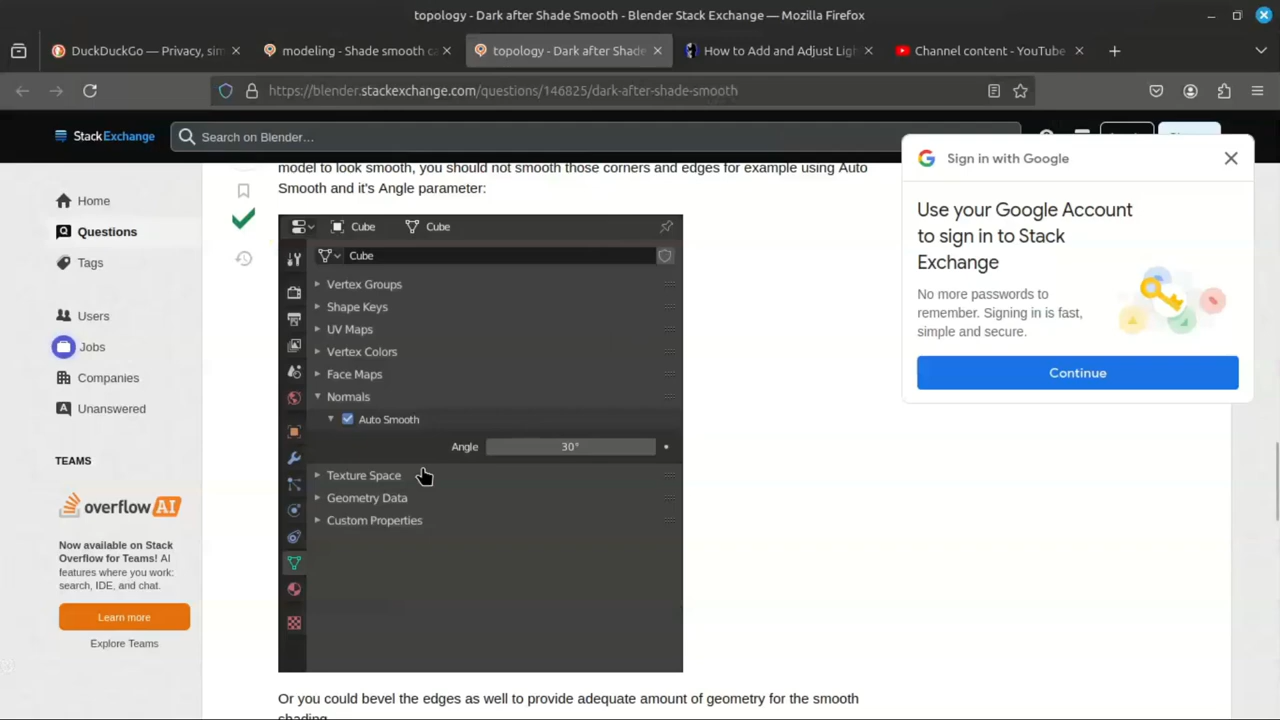 topology - Dark after Shade Smooth - Blender Stack Exchange — Mozilla Firefox
DuckDuckGo — Privacy, sim
modeling - Shade smooth ca
topology - Dark after Shade
How to Add and Adjust Ligh
Channel content - YouTube
https://blender.stackexchange.com/questions/146825/dark-after-shade-smooth
StackExchange
Search on Blender…
model to look smooth, you should not smooth those corners and edges for example using Auto
Smooth and it's Angle parameter:
Home
Questions
Tags
Users
Jobs
Companies
Unanswered
TEAMS
overflow AI
Now available on Stack
Overflow for Teams! AI
features where you work:
search, IDE, and chat.
Learn more
Explore Teams
Cube
Cube
Cube
Vertex Groups
Shape Keys
UV Maps
Vertex Colors
Face Maps
Normals
Auto Smooth
Angle
30°
Texture Space
Geometry Data
Custom Properties
Or you could bevel the edges as well to provide adequate amount of geometry for the smooth
shading.
Sign in with Google
Use your Google Account
to sign in to Stack
Exchange
No more passwords to
remember. Signing in is fast,
simple and secure.
Continue